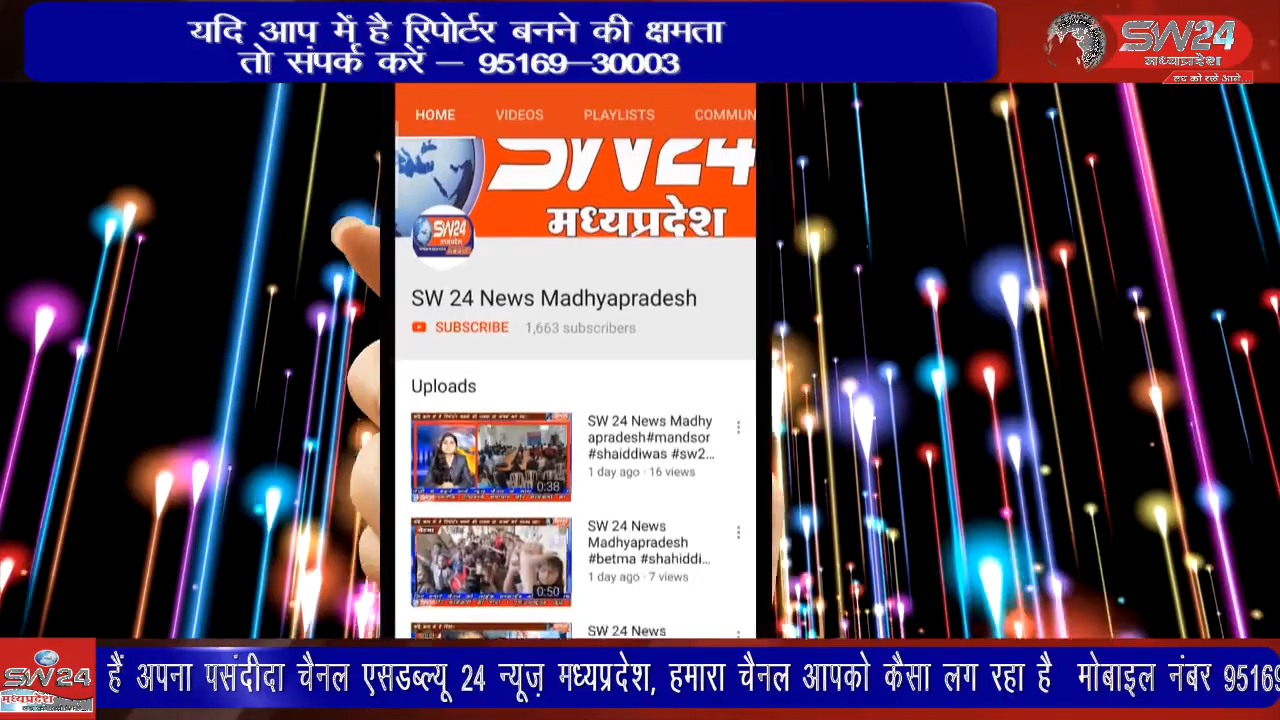 यदि आप में है रिपोर्टर बनने की क्षमता
तो संपर्क करें – 95169–30003
SW24
मध्यप्रदेश
HOME VIDEOS PLAYLISTS COMMUN
SW24
मध्यप्रदेश
SW24
SW 24 News Madhyapradesh
SUBSCRIBE 1,663 subscribers
Uploads
SW 24 News Madhy
apradesh#mandsor
#shaiddiwas #sw2...
1 day ago · 16 views
0:38
SW 24 News
Madhyapradesh
#betma #shahiddi...
1 day ago · 7 views
0:50
SW 24 News
SW24
मध्यप्रदेश
हैं अपना पसंदीदा चैनल एसडब्ल्यू 24 न्यूज़ मध्यप्रदेश, हमारा चैनल आपको कैसा लग रहा है मोबाइल नंबर 95169